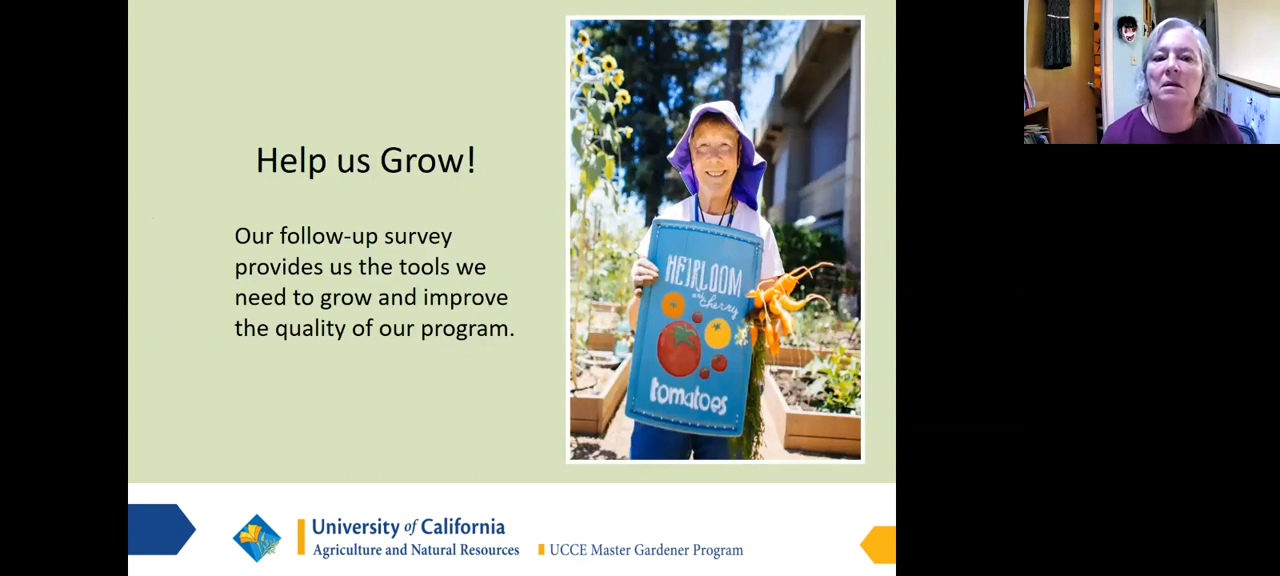 Help us Grow!
Our follow-up survey
provides us the tools we
need to grow and improve
the quality of our program.
HEIRLOOM
and cherry
tomatoes
University of California
Agriculture and Natural Resources
UCCE Master Gardener Program